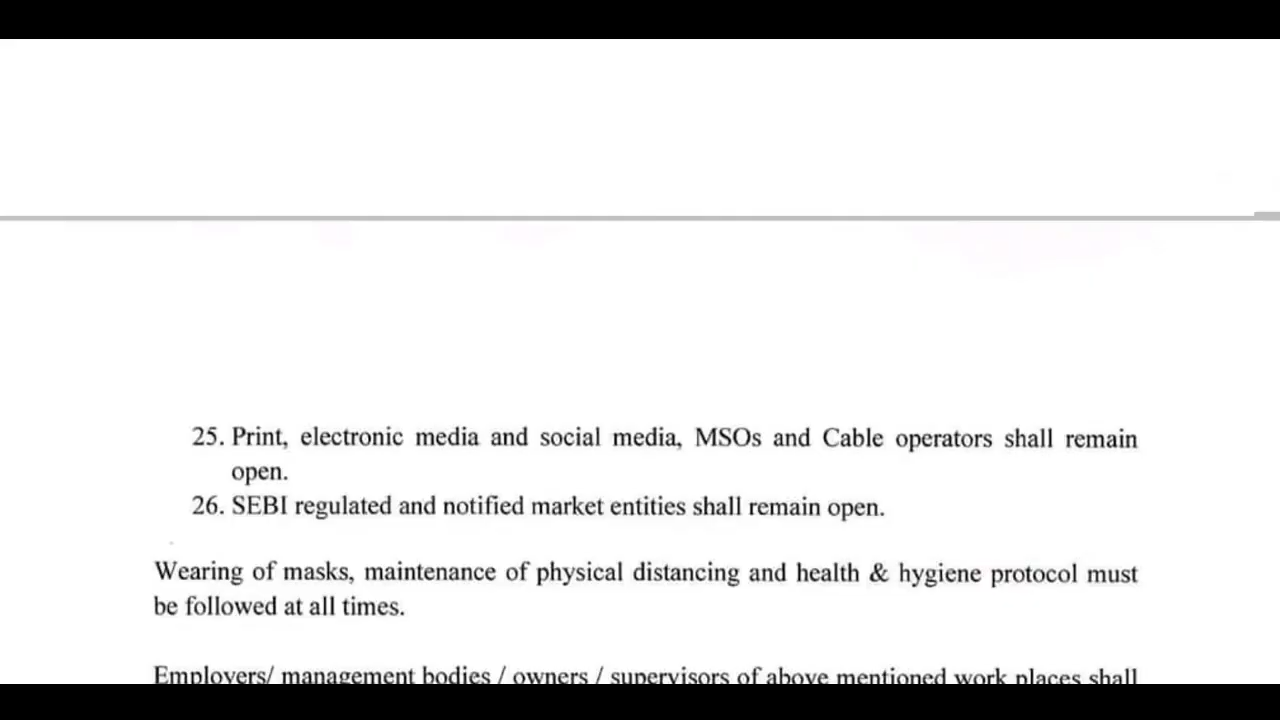 25. Print, electronic media and social media, MSOs and Cable operators shall remain
open.
26. SEBI regulated and notified market entities shall remain open.
Wearing of masks, maintenance of physical distancing and health & hygiene protocol must
be followed at all times.
Employers/ management bodies / owners / supervisors of above mentioned work places shall